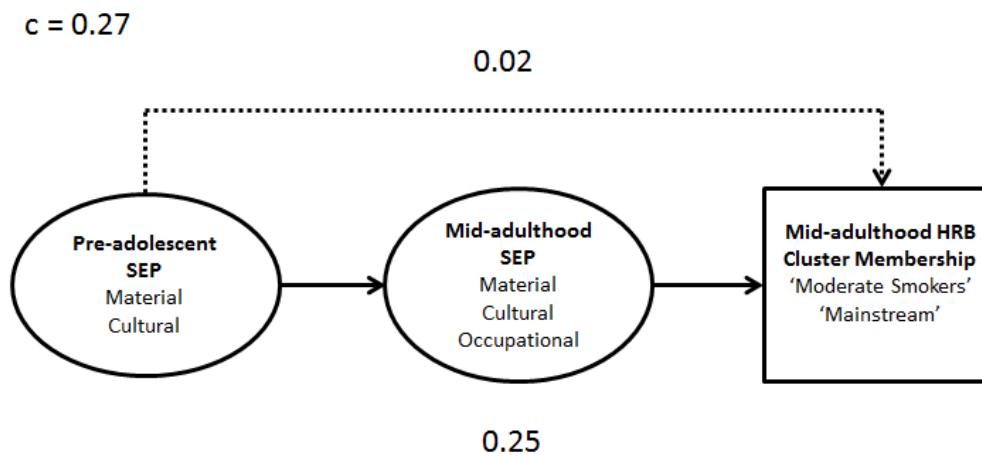 c = 0.27
0.02
Pre-adolescent
SEP
Material
Cultural
Mid-adulthood
SEP
Material
Cultural
Occupational
Mid-adulthood HRB
Cluster Membership
‘Moderate Smokers’
‘Mainstream’
0.25